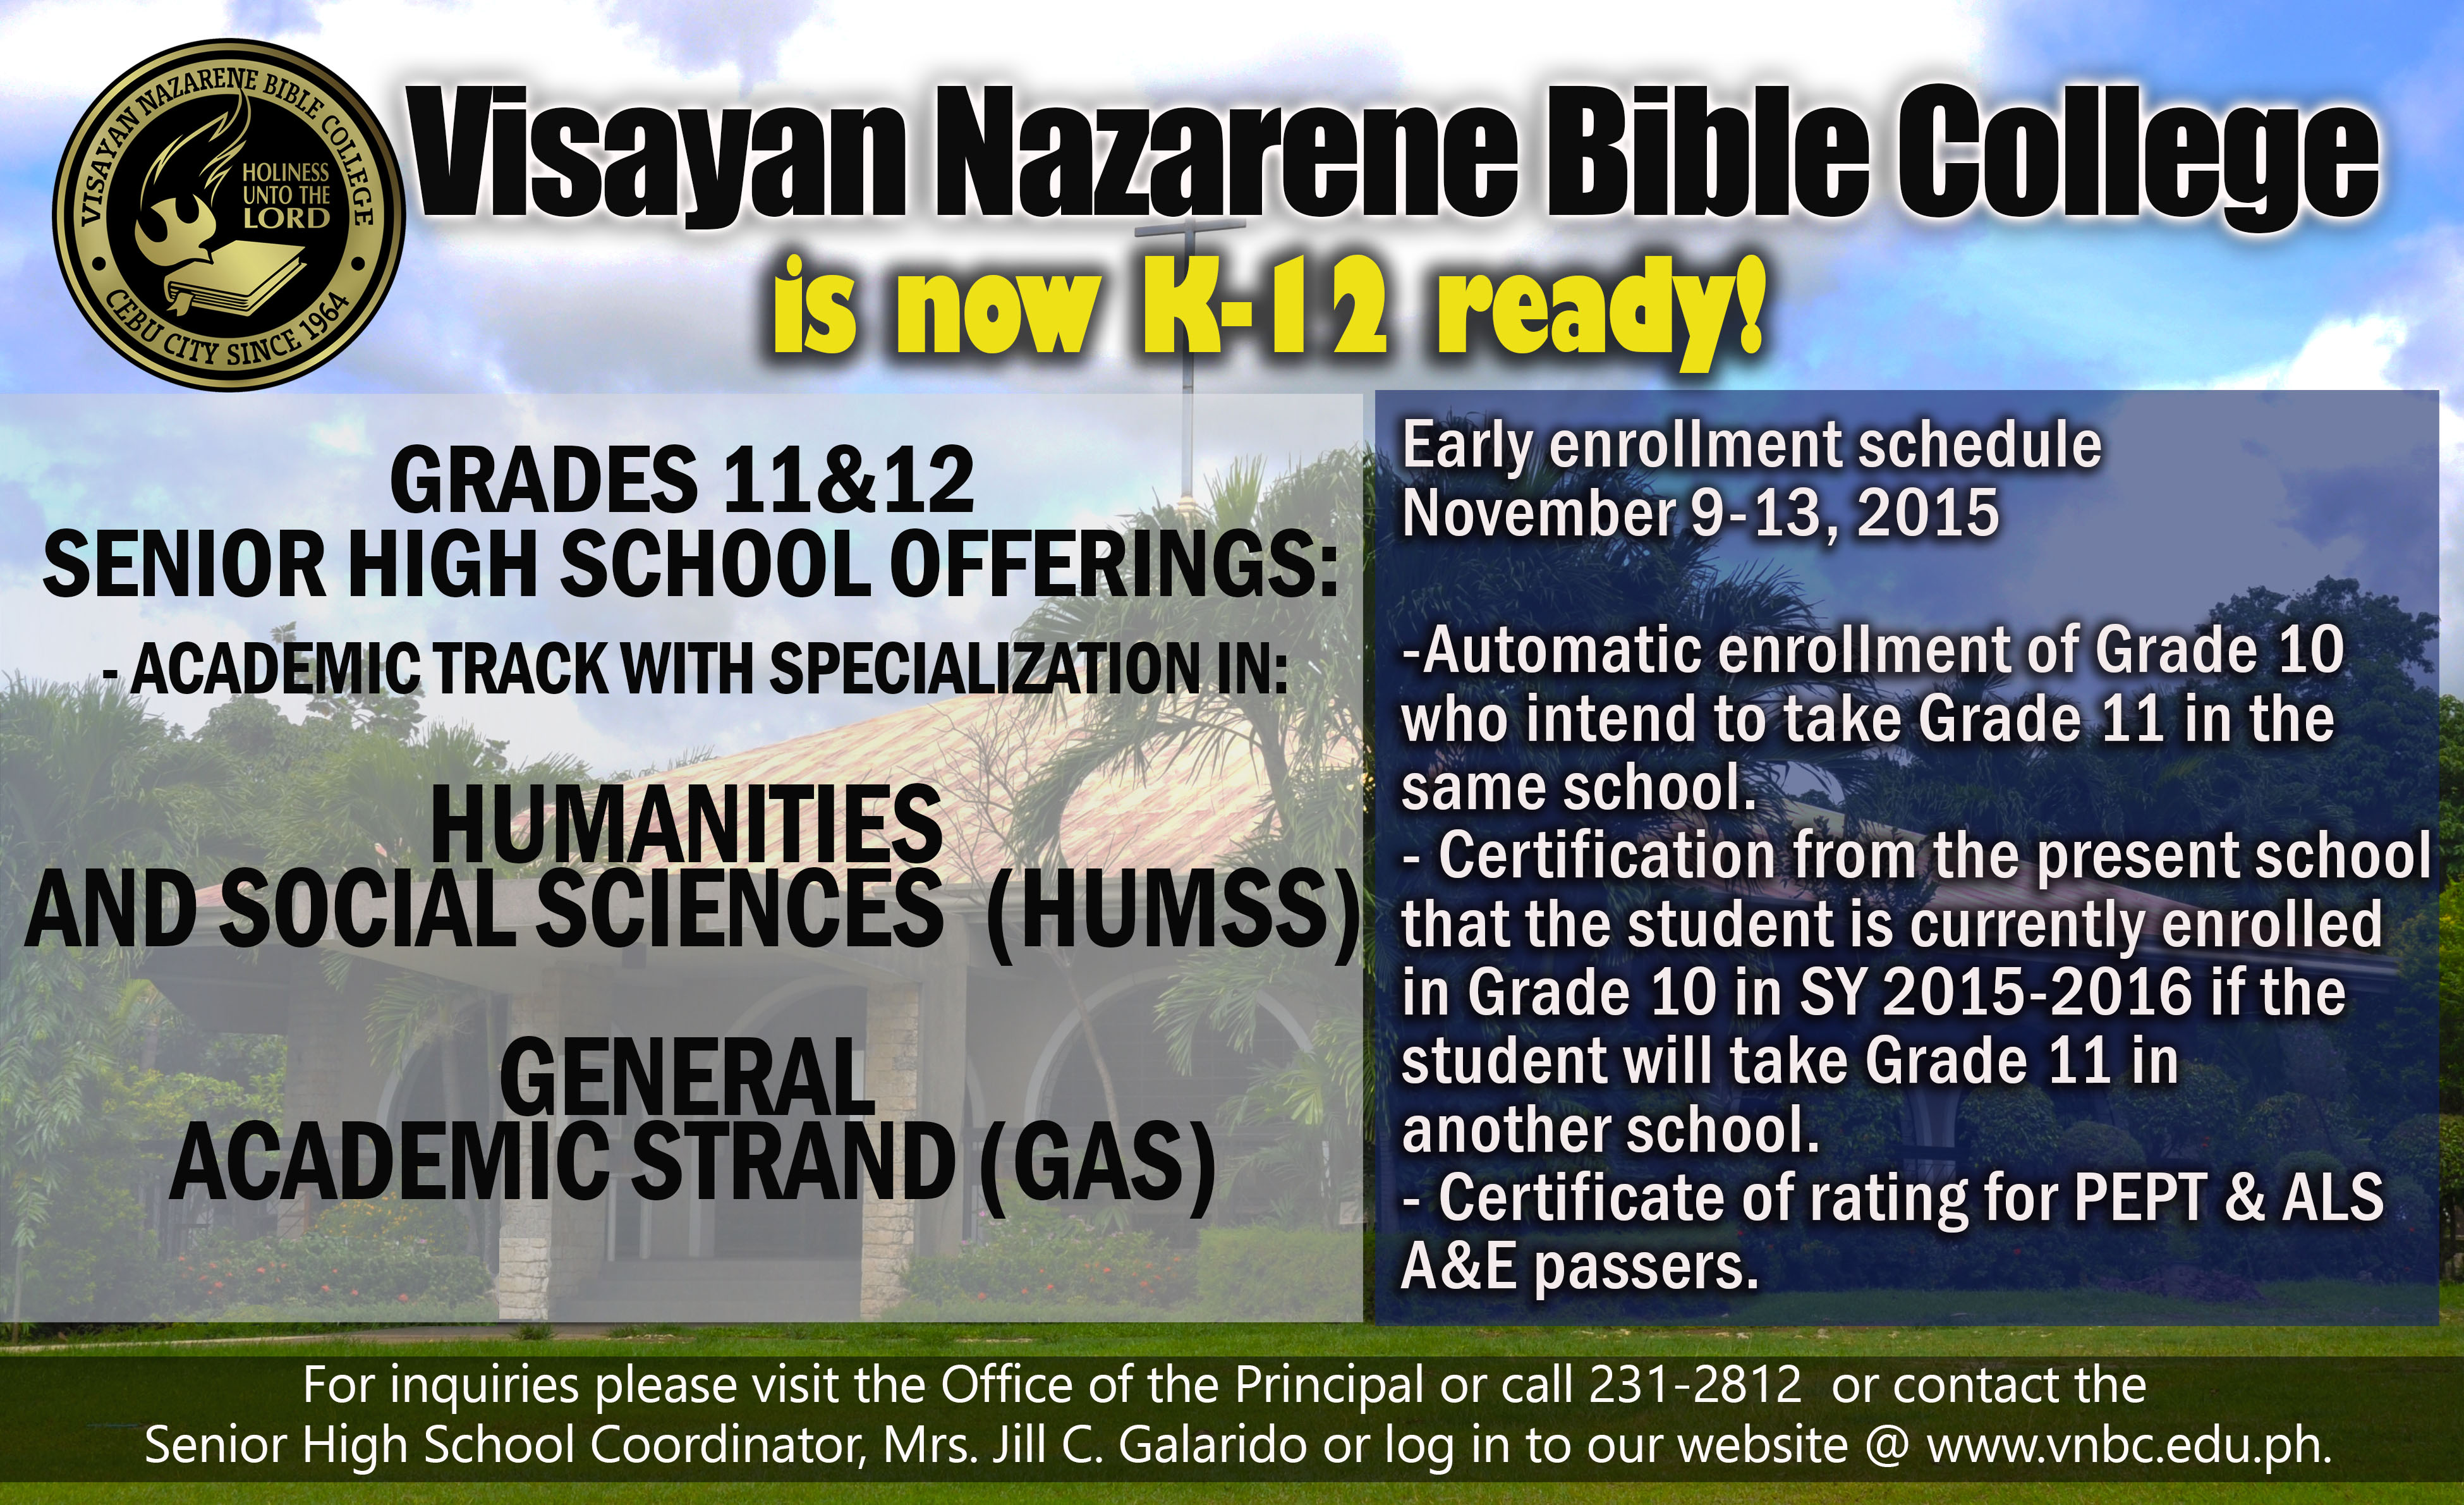 VISAYAN NAZARENE BIBLE COLLEGE
HOLINESS
UNTO THE
LORD
CEBU CITY SINCE 1964
Visayan Nazarene Bible College
is now K-12 ready!
GRADES 11&12
SENIOR HIGH SCHOOL OFFERINGS:
- ACADEMIC TRACK WITH SPECIALIZATION IN:
HUMANITIES
AND SOCIAL SCIENCES (HUMSS)
GENERAL
ACADEMIC STRAND (GAS)
Early enrollment schedule
November 9-13, 2015
-Automatic enrollment of Grade 10
who intend to take Grade 11 in the
same school.
- Certification from the present school
that the student is currently enrolled
in Grade 10 in SY 2015-2016 if the
student will take Grade 11 in
another school.
- Certificate of rating for PEPT & ALS
A&E passers.
For inquiries please visit the Office of the Principal or call 231-2812 or contact the
Senior High School Coordinator, Mrs. Jill C. Galarido or log in to our website @ www.vnbc.edu.ph.